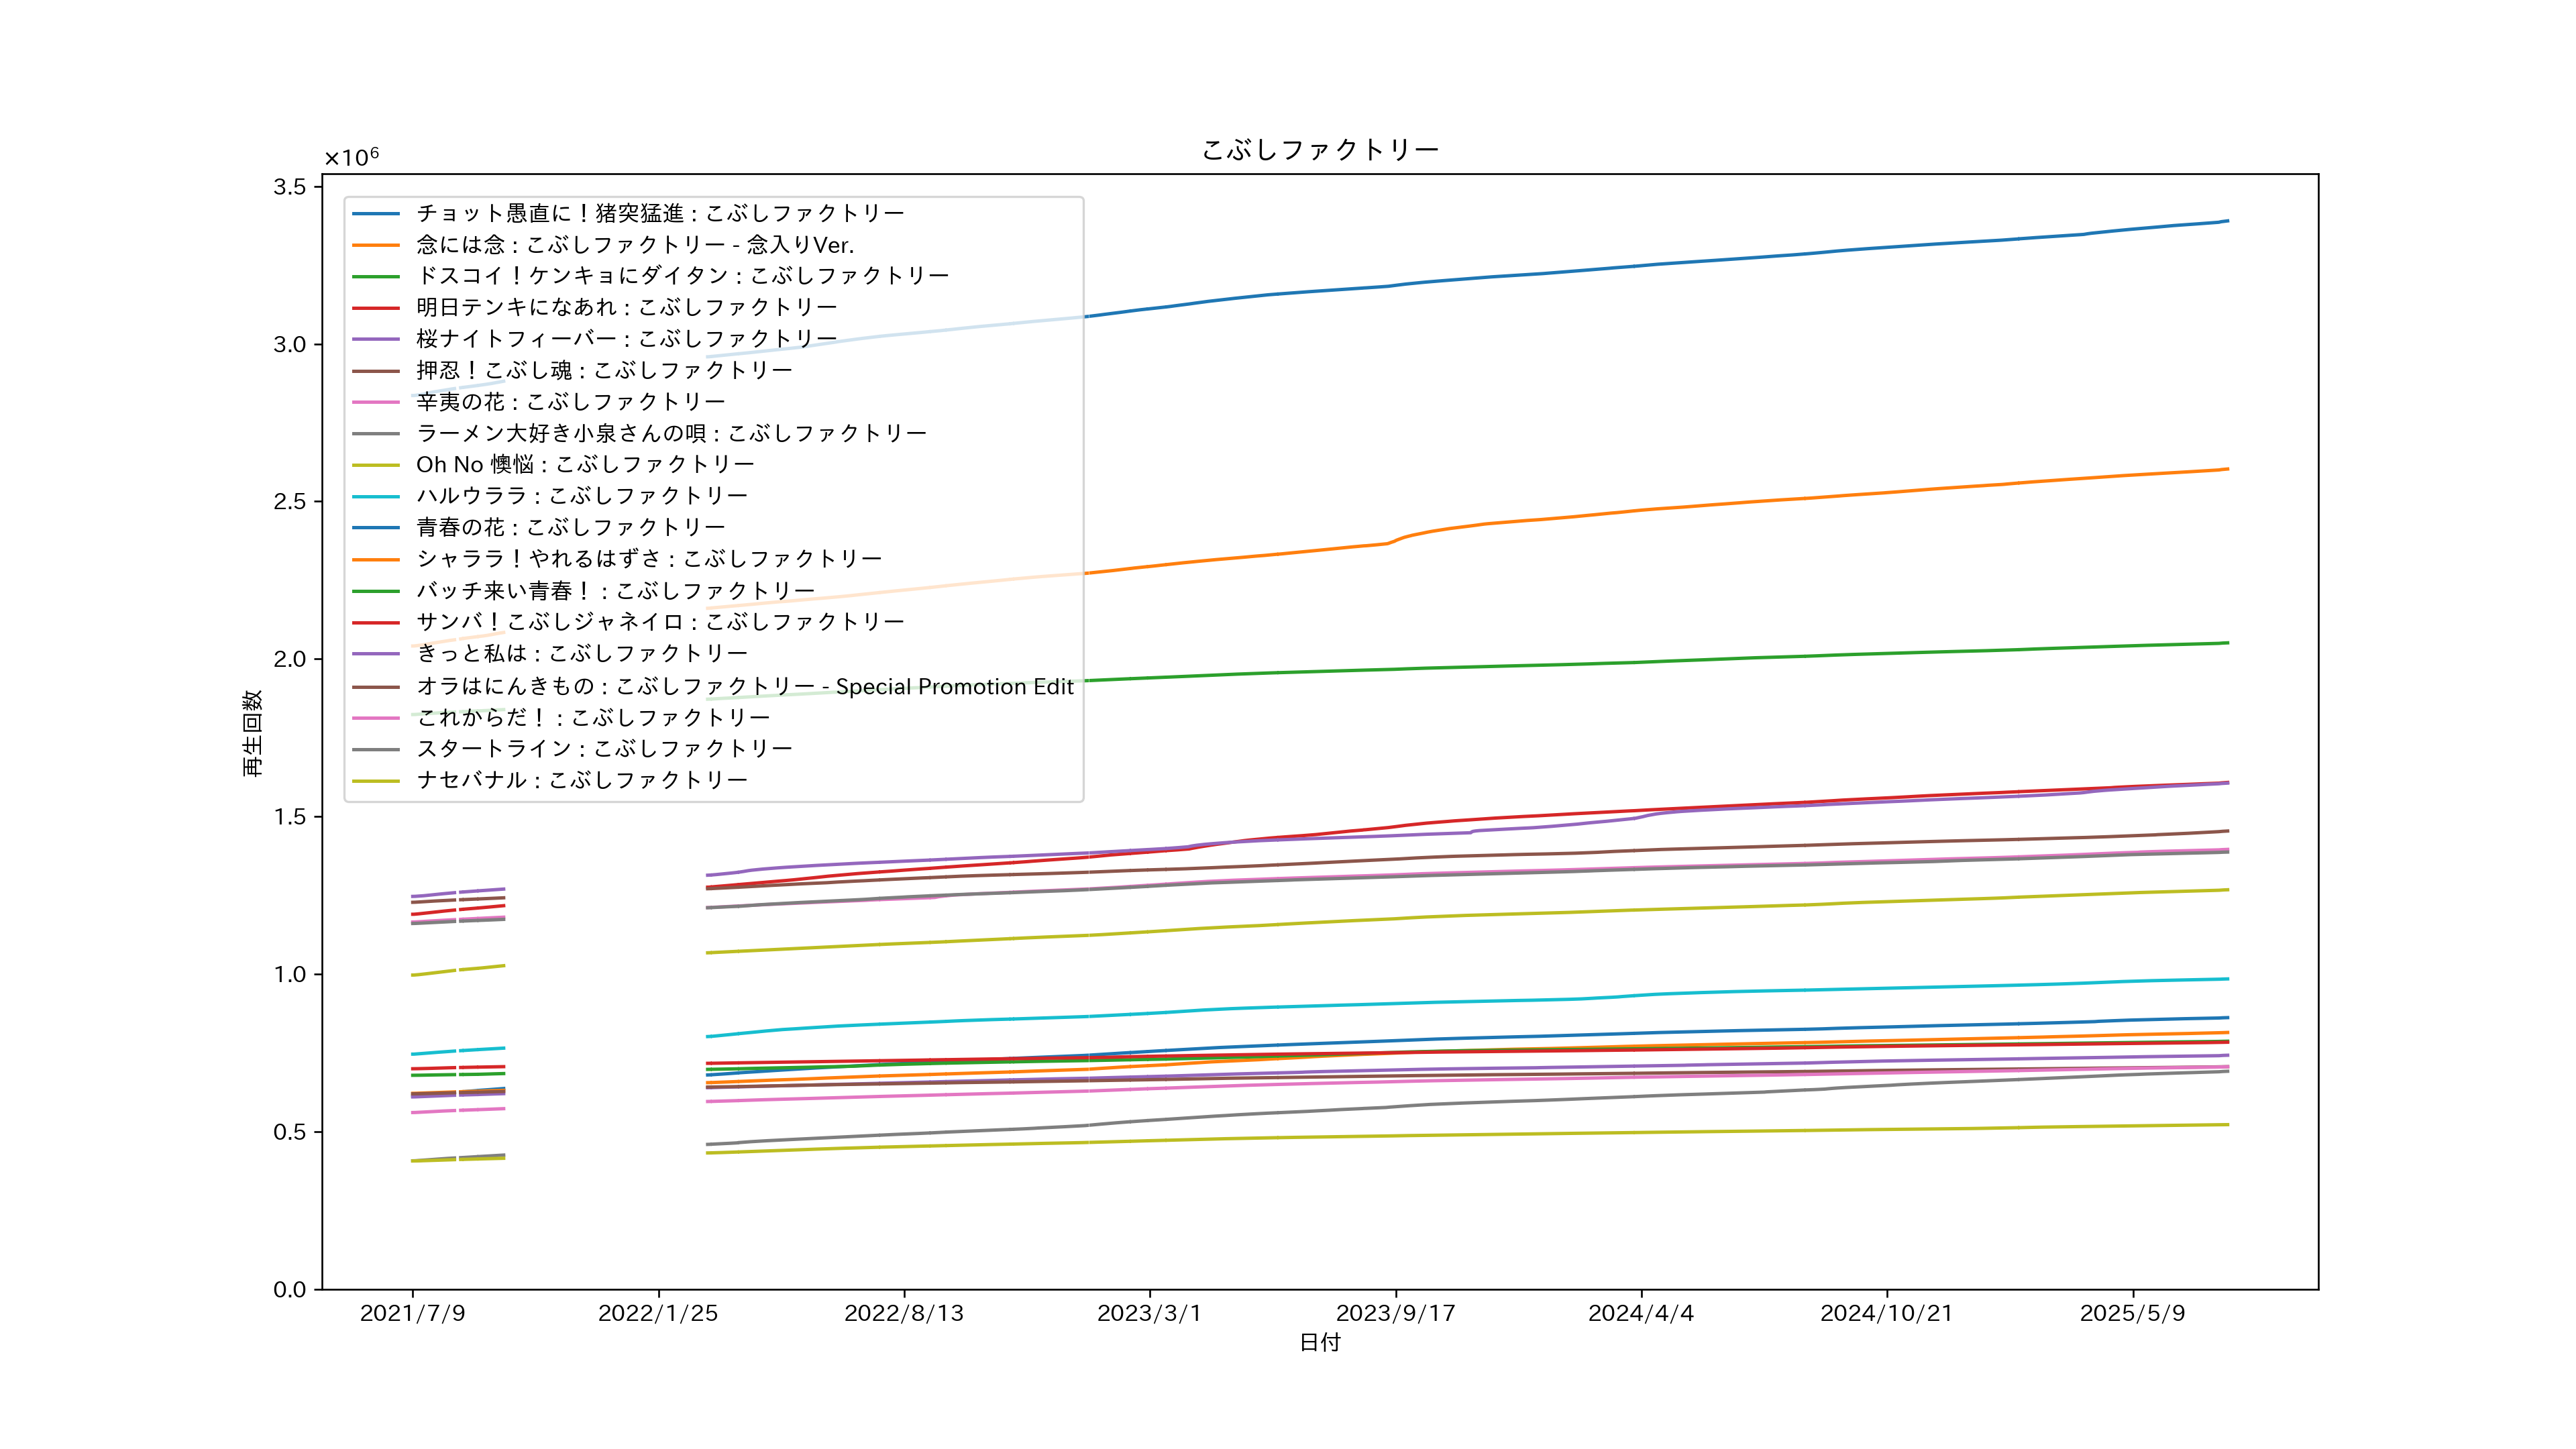 こぶしファクトリー
×10⁶
3.5
3.0
2.5
2.0
1.5
1.0
0.5
0.0
再生回数
チョット愚直に！猪突猛進 : こぶしファクトリー
念には念 : こぶしファクトリー - 念入りVer.
ドスコイ！ケンキョにダイタン : こぶしファクトリー
明日テンキになあれ : こぶしファクトリー
桜ナイトフィーバー : こぶしファクトリー
押忍！こぶし魂 : こぶしファクトリー
辛夷の花 : こぶしファクトリー
ラーメン大好き小泉さんの唄 : こぶしファクトリー
Oh No 懊悩 : こぶしファクトリー
ハルウララ : こぶしファクトリー
青春の花 : こぶしファクトリー
シャララ！やれるはずさ : こぶしファクトリー
バッチ来い青春！ : こぶしファクトリー
サンバ！こぶしジャネイロ : こぶしファクトリー
きっと私は : こぶしファクトリー
オラはにんきもの : こぶしファクトリー - Special Promotion Edit
これからだ！ : こぶしファクトリー
スタートライン : こぶしファクトリー
ナセバナル : こぶしファクトリー
2021/7/9 2022/1/25 2022/8/13 2023/3/1 2023/9/17 2024/4/4 2024/10/21 2025/5/9
日付